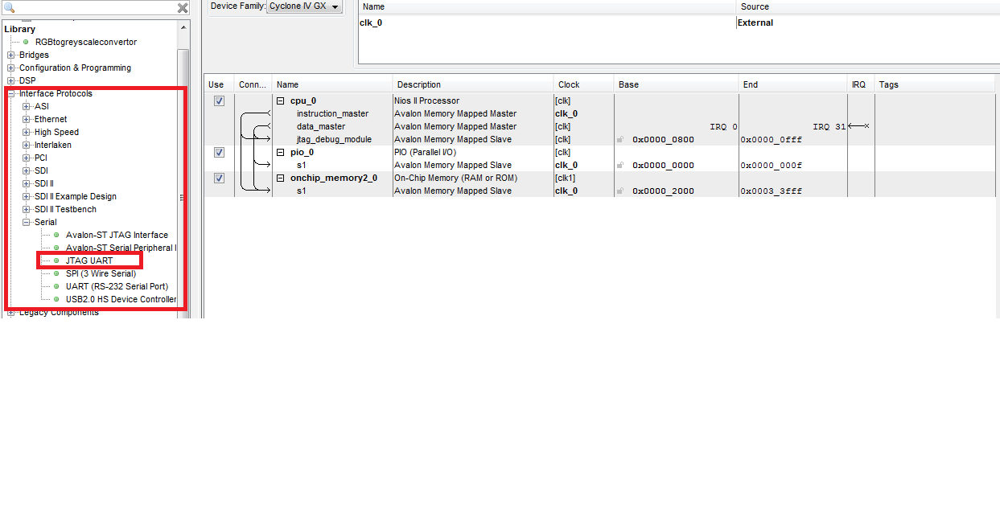 Device Family: Cyclone IV GX
Name Source
clk_0 External
Library
RGBtogreyscaleconvertor
Bridges
Configuration & Programming
DSP
Interface Protocols
ASI
Ethernet
High Speed
Interlaken
PCI
SDI
SDI II
SDI II Example Design
SDI II Testbench
Serial
Avalon-ST JTAG Interface
Avalon-ST Serial Peripheral I
JTAG UART
SPI (3 Wire Serial)
UART (RS-232 Serial Port)
USB2.0 HS Device Controller
Legacy Components
Use Conn... Name Description Clock Base End IRQ Tags
cpu_0 Nios II Processor [clk]
instruction_master Avalon Memory Mapped Master clk_0
data_master Avalon Memory Mapped Master [clk] IRQ 0 IRQ 31
jtag_debug_module Avalon Memory Mapped Slave [clk] 0x0000_0800 0x0000_0fff
pio_0 PIO (Parallel I/O) [clk]
s1 Avalon Memory Mapped Slave clk_0 0x0000_0000 0x0000_000f
onchip_memory2_0 On-Chip Memory (RAM or ROM) [clk1]
s1 Avalon Memory Mapped Slave clk_0 0x0000_2000 0x0003_3fff